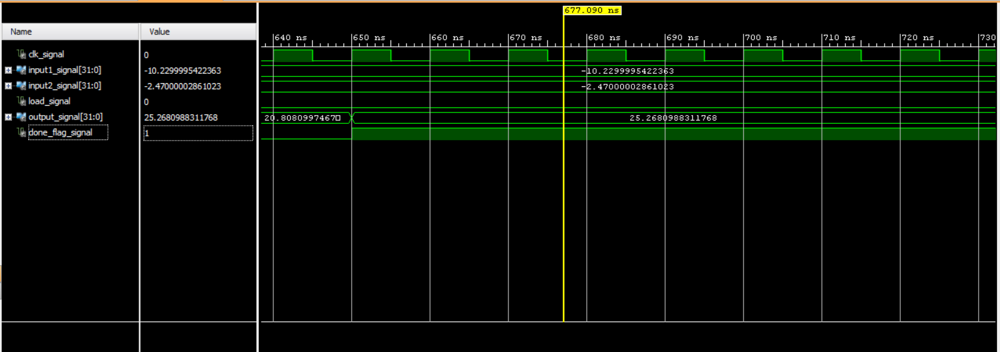 677.090 ns
Name Value
640 ns 650 ns 660 ns 670 ns 680 ns 690 ns 700 ns 710 ns 720 ns 730
clk_signal 0
input1_signal[31:0] -10.2299995422363 -10.2299995422363
input2_signal[31:0] -2.47000002861023 -2.47000002861023
load_signal 0
output_signal[31:0] 25.2680988311768 20.8080997467▯ 25.2680988311768
done_flag_signal 1